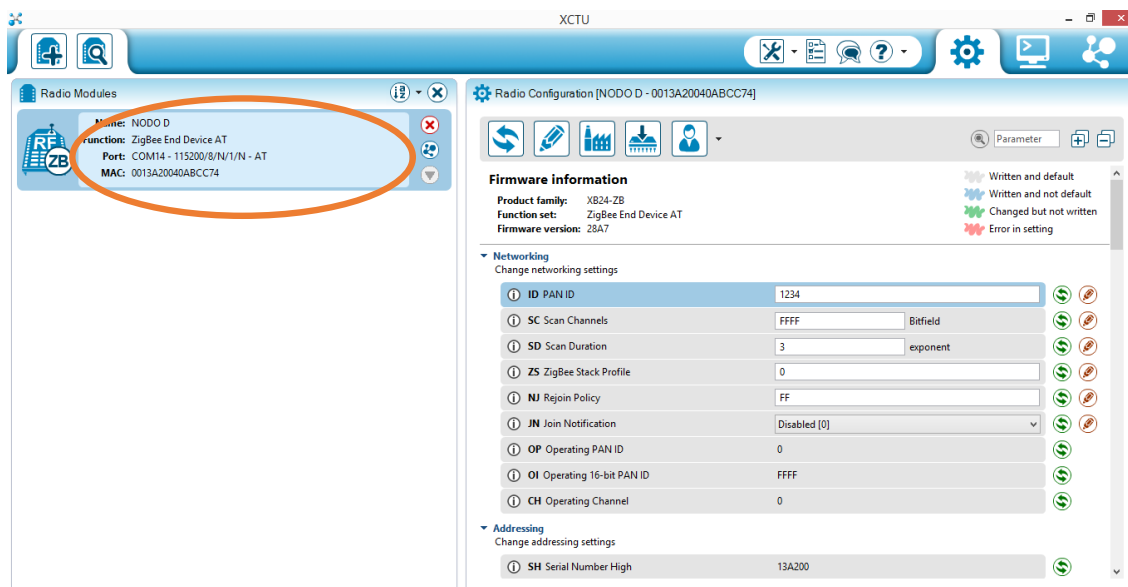 XCTU
Radio Modules
Name: NODO D
Function: ZigBee End Device AT
Port: COM14 - 115200/8/N/1/N - AT
MAC: 0013A20040ABCC74
RF
ZB
Radio Configuration [NODO D - 0013A20040ABCC74]
Parameter
Firmware information
Product family: XB24-ZB
Function set: ZigBee End Device AT
Firmware version: 28A7
Written and default
Written and not default
Changed but not written
Error in setting
Networking
Change networking settings
ID PAN ID 1234
SC Scan Channels FFFF Bitfield
SD Scan Duration 3 exponent
ZS ZigBee Stack Profile 0
NJ Rejoin Policy FF
JN Join Notification Disabled [0]
OP Operating PAN ID 0
OI Operating 16-bit PAN ID FFFF
CH Operating Channel 0
Addressing
Change addressing settings
SH Serial Number High 13A200